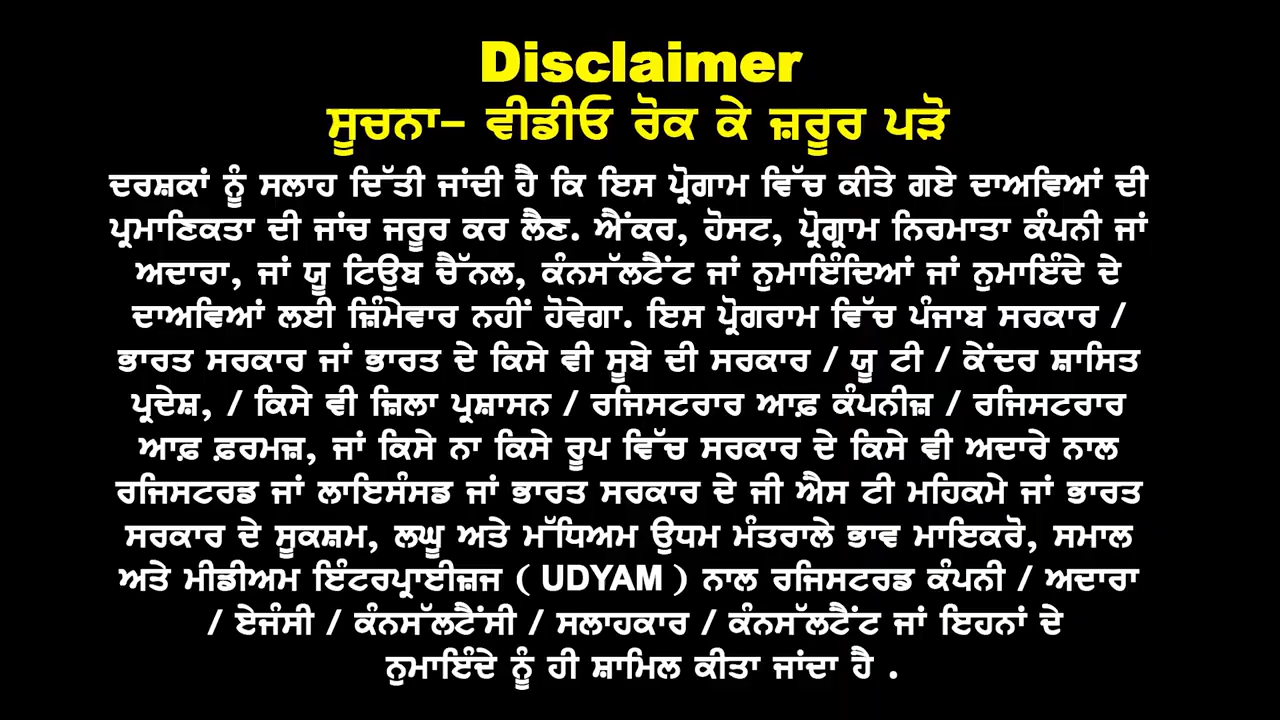 Disclaimer
ਸੂਚਨਾ- ਵੀਡੀਓ ਰੋਕ ਕੇ ਜ਼ਰੂਰ ਪੜੋ
ਦਰਸ਼ਕਾਂ ਨੂੰ ਸਲਾਹ ਦਿੱਤੀ ਜਾਂਦੀ ਹੈ ਕਿ ਇਸ ਪ੍ਰੋਗਾਮ ਵਿੱਚ ਕੀਤੇ ਗਏ ਦਾਅਵਿਆਂ ਦੀ
ਪ੍ਰਮਾਣਿਕਤਾ ਦੀ ਜਾਂਚ ਜਰੂਰ ਕਰ ਲੈਣ. ਐਂਕਰ, ਹੋਸਟ, ਪ੍ਰੋਗ੍ਰਾਮ ਨਿਰਮਾਤਾ ਕੰਪਨੀ ਜਾਂ
ਅਦਾਰਾ, ਜਾਂ ਯੂ ਟਿਉਬ ਚੈੱਨਲ, ਕੰਨਸੱਲਟੈਂਟ ਜਾਂ ਨੁਮਾਇੰਦਿਆਂ ਜਾਂ ਨੁਮਾਇੰਦੇ ਦੇ
ਦਾਅਵਿਆਂ ਲਈ ਜ਼ਿੰਮੇਵਾਰ ਨਹੀਂ ਹੋਵੇਗਾ. ਇਸ ਪ੍ਰੋਗਰਾਮ ਵਿੱਚ ਪੰਜਾਬ ਸਰਕਾਰ /
ਭਾਰਤ ਸਰਕਾਰ ਜਾਂ ਭਾਰਤ ਦੇ ਕਿਸੇ ਵੀ ਸੂਬੇ ਦੀ ਸਰਕਾਰ / ਯੂ ਟੀ / ਕੇਂਦਰ ਸ਼ਾਸਿਤ
ਪ੍ਰਦੇਸ਼, / ਕਿਸੇ ਵੀ ਜ਼ਿਲਾ ਪ੍ਰਸ਼ਾਸਨ / ਰਜਿਸਟਰਾਰ ਆਫ਼ ਕੰਪਨੀਜ਼ / ਰਜਿਸਟਰਾਰ
ਆਫ਼ ਫ਼ਰਮਜ਼, ਜਾਂ ਕਿਸੇ ਨਾ ਕਿਸੇ ਰੂਪ ਵਿੱਚ ਸਰਕਾਰ ਦੇ ਕਿਸੇ ਵੀ ਅਦਾਰੇ ਨਾਲ
ਰਜਿਸਟਰਡ ਜਾਂ ਲਾਇਸੰਸਡ ਜਾਂ ਭਾਰਤ ਸਰਕਾਰ ਦੇ ਜੀ ਐਸ ਟੀ ਮਹਿਕਮੇ ਜਾਂ ਭਾਰਤ
ਸਰਕਾਰ ਦੇ ਸੂਕਸ਼ਮ, ਲਘੂ ਅਤੇ ਮੱਧਿਅਮ ਉਧਮ ਮੰਤਰਾਲੇ ਭਾਵ ਮਾਇਕਰੋ, ਸਮਾਲ
ਅਤੇ ਮੀਡੀਅਮ ਇੰਟਰਪ੍ਰਾਈਜ਼ਜ ( UDYAM ) ਨਾਲ ਰਜਿਸਟਰਡ ਕੰਪਨੀ / ਅਦਾਰਾ
/ ਏਜੰਸੀ / ਕੰਨਸੱਲਟੈਂਸੀ / ਸਲਾਹਕਾਰ / ਕੰਨਸੱਲਟੈਂਟ ਜਾਂ ਇਹਨਾਂ ਦੇ
ਨੁਮਾਇੰਦੇ ਨੂੰ ਹੀ ਸ਼ਾਮਿਲ ਕੀਤਾ ਜਾਂਦਾ ਹੈ .